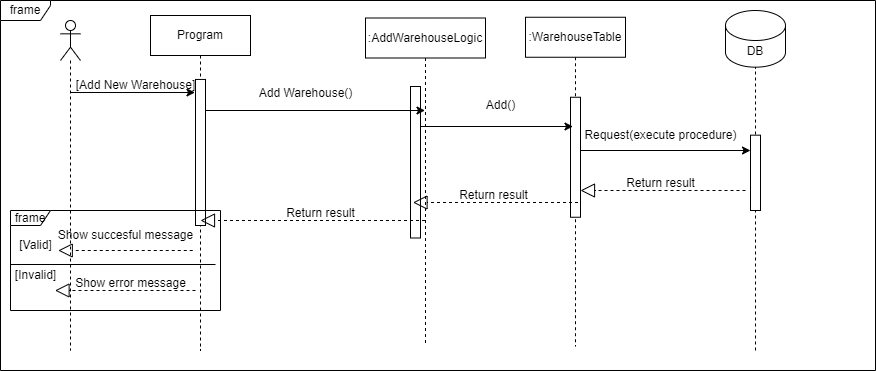 frame
Program
:AddWarehouseLogic
:WarehouseTable
DB
[Add New Warehouse]
Add Warehouse()
Add()
Request(execute procedure)
Return result
Return result
Return result
frame
Show succesful message
[Valid]
[Invalid]
Show error message